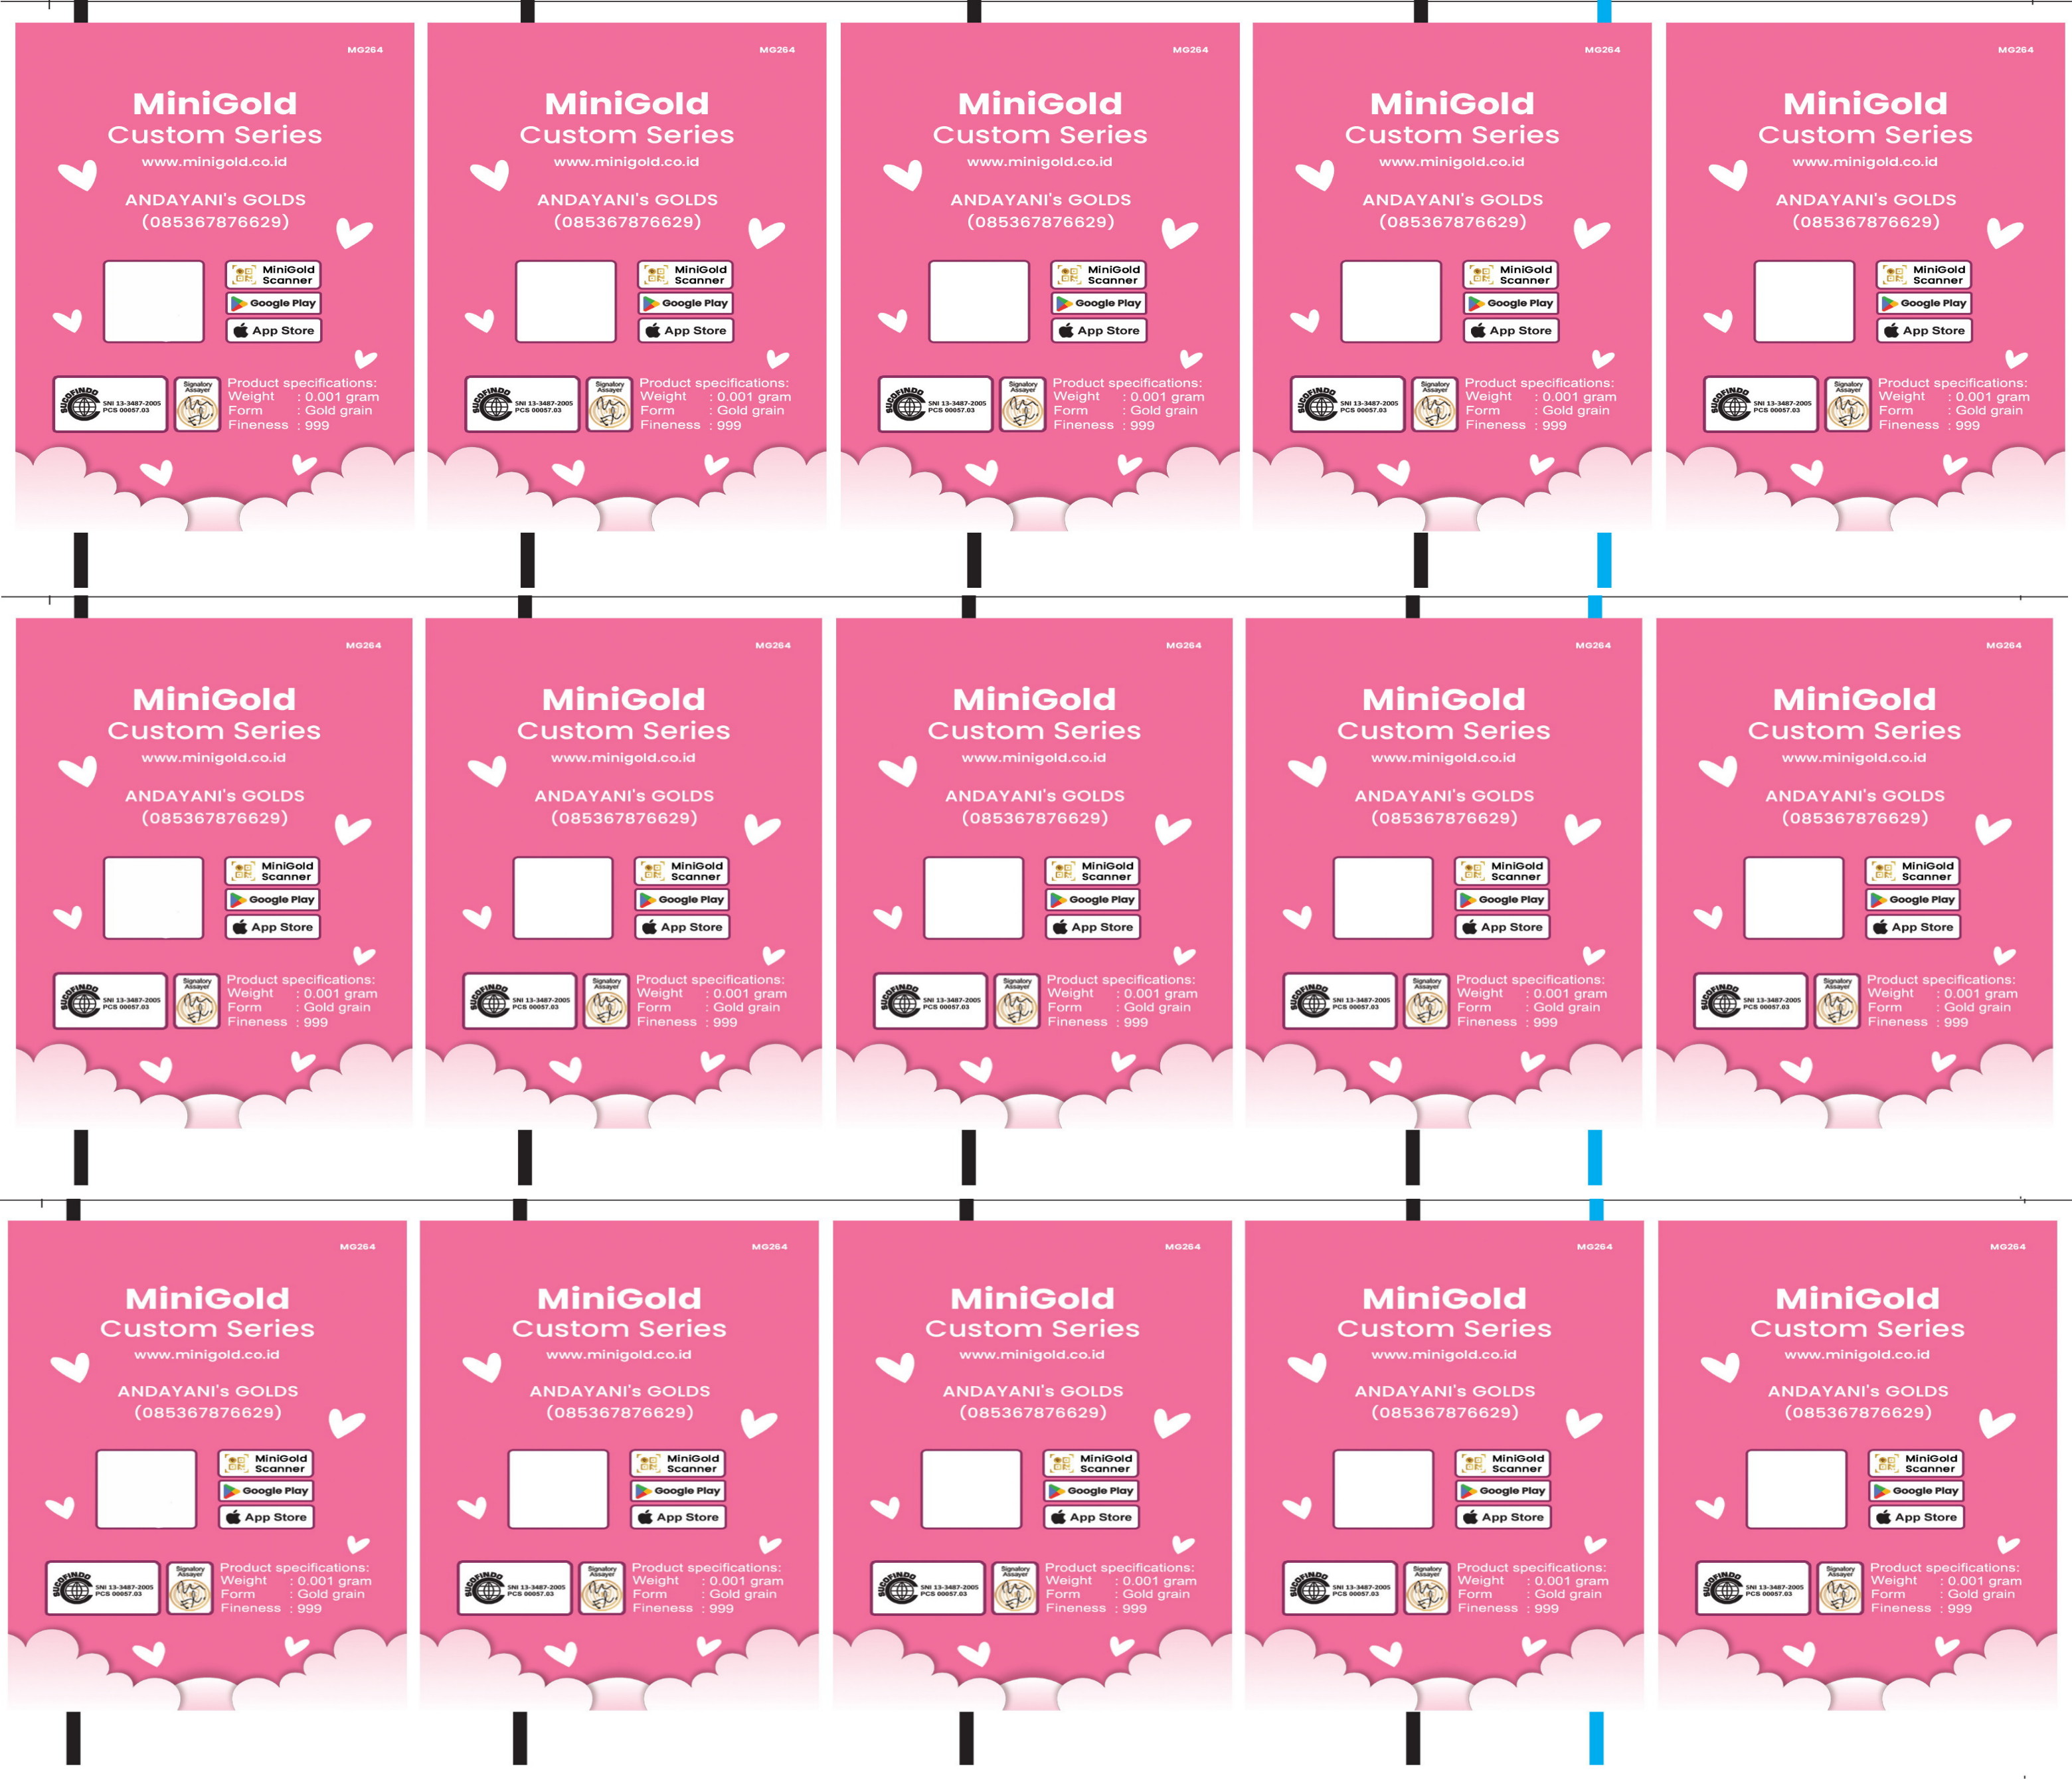 MG264
MiniGold
Custom Series
www.minigold.co.id
ANDAYANI's GOLDS
(085367876629)
MiniGold
Scanner
Google Play
App Store
SUCOFINDO
SNI 13-3487-2005
PCS 00057.03
Signatory
Assayer
Product specifications:
Weight : 0.001 gram
Form : Gold grain
Fineness : 999
MG264
MiniGold
Custom Series
www.minigold.co.id
ANDAYANI's GOLDS
(085367876629)
MiniGold
Scanner
Google Play
App Store
SUCOFINDO
SNI 13-3487-2005
PCS 00057.03
Signatory
Assayer
Product specifications:
Weight : 0.001 gram
Form : Gold grain
Fineness : 999
MG264
MiniGold
Custom Series
www.minigold.co.id
ANDAYANI's GOLDS
(085367876629)
MiniGold
Scanner
Google Play
App Store
SUCOFINDO
SNI 13-3487-2005
PCS 00057.03
Signatory
Assayer
Product specifications:
Weight : 0.001 gram
Form : Gold grain
Fineness : 999
MG264
MiniGold
Custom Series
www.minigold.co.id
ANDAYANI's GOLDS
(085367876629)
MiniGold
Scanner
Google Play
App Store
SUCOFINDO
SNI 13-3487-2005
PCS 00057.03
Signatory
Assayer
Product specifications:
Weight : 0.001 gram
Form : Gold grain
Fineness : 999
MG264
MiniGold
Custom Series
www.minigold.co.id
ANDAYANI's GOLDS
(085367876629)
MiniGold
Scanner
Google Play
App Store
SUCOFINDO
SNI 13-3487-2005
PCS 00057.03
Signatory
Assayer
Product specifications:
Weight : 0.001 gram
Form : Gold grain
Fineness : 999
MG264
MiniGold
Custom Series
www.minigold.co.id
ANDAYANI's GOLDS
(085367876629)
MiniGold
Scanner
Google Play
App Store
SUCOFINDO
SNI 13-3487-2005
PCS 00057.03
Signatory
Assayer
Product specifications:
Weight : 0.001 gram
Form : Gold grain
Fineness : 999
MG264
MiniGold
Custom Series
www.minigold.co.id
ANDAYANI's GOLDS
(085367876629)
MiniGold
Scanner
Google Play
App Store
SUCOFINDO
SNI 13-3487-2005
PCS 00057.03
Signatory
Assayer
Product specifications:
Weight : 0.001 gram
Form : Gold grain
Fineness : 999
MG264
MiniGold
Custom Series
www.minigold.co.id
ANDAYANI's GOLDS
(085367876629)
MiniGold
Scanner
Google Play
App Store
SUCOFINDO
SNI 13-3487-2005
PCS 00057.03
Signatory
Assayer
Product specifications:
Weight : 0.001 gram
Form : Gold grain
Fineness : 999
MG264
MiniGold
Custom Series
www.minigold.co.id
ANDAYANI's GOLDS
(085367876629)
MiniGold
Scanner
Google Play
App Store
SUCOFINDO
SNI 13-3487-2005
PCS 00057.03
Signatory
Assayer
Product specifications:
Weight : 0.001 gram
Form : Gold grain
Fineness : 999
MG264
MiniGold
Custom Series
www.minigold.co.id
ANDAYANI's GOLDS
(085367876629)
MiniGold
Scanner
Google Play
App Store
SUCOFINDO
SNI 13-3487-2005
PCS 00057.03
Signatory
Assayer
Product specifications:
Weight : 0.001 gram
Form : Gold grain
Fineness : 999
MG264
MiniGold
Custom Series
www.minigold.co.id
ANDAYANI's GOLDS
(085367876629)
MiniGold
Scanner
Google Play
App Store
SUCOFINDO
SNI 13-3487-2005
PCS 00057.03
Signatory
Assayer
Product specifications:
Weight : 0.001 gram
Form : Gold grain
Fineness : 999
MG264
MiniGold
Custom Series
www.minigold.co.id
ANDAYANI's GOLDS
(085367876629)
MiniGold
Scanner
Google Play
App Store
SUCOFINDO
SNI 13-3487-2005
PCS 00057.03
Signatory
Assayer
Product specifications:
Weight : 0.001 gram
Form : Gold grain
Fineness : 999
MG264
MiniGold
Custom Series
www.minigold.co.id
ANDAYANI's GOLDS
(085367876629)
MiniGold
Scanner
Google Play
App Store
SUCOFINDO
SNI 13-3487-2005
PCS 00057.03
Signatory
Assayer
Product specifications:
Weight : 0.001 gram
Form : Gold grain
Fineness : 999
MG264
MiniGold
Custom Series
www.minigold.co.id
ANDAYANI's GOLDS
(085367876629)
MiniGold
Scanner
Google Play
App Store
SUCOFINDO
SNI 13-3487-2005
PCS 00057.03
Signatory
Assayer
Product specifications:
Weight : 0.001 gram
Form : Gold grain
Fineness : 999
MG264
MiniGold
Custom Series
www.minigold.co.id
ANDAYANI's GOLDS
(085367876629)
MiniGold
Scanner
Google Play
App Store
SUCOFINDO
SNI 13-3487-2005
PCS 00057.03
Signatory
Assayer
Product specifications:
Weight : 0.001 gram
Form : Gold grain
Fineness : 999